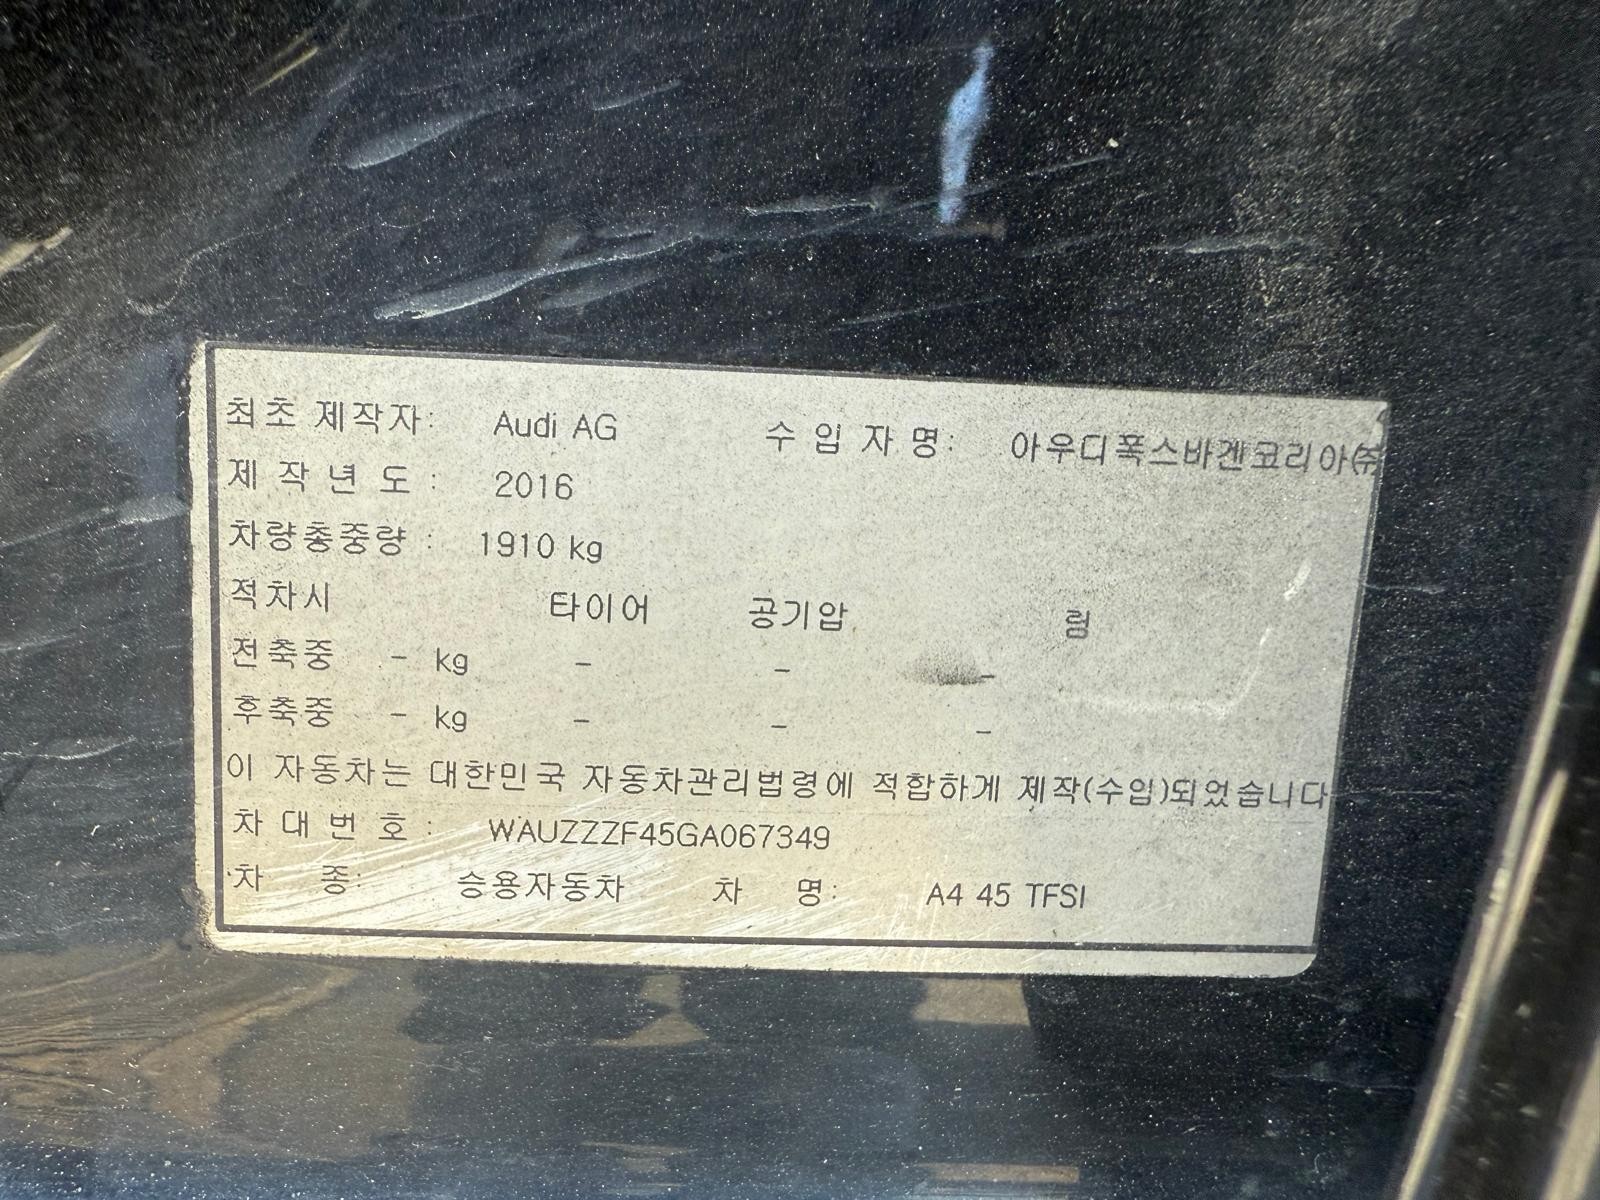 최초 제작자: Audi AG 수 입 자 명: 아우디폭스바겐코리아㈜
제 작 년 도 : 2016
차량총중량 : 1910 kg
적차시 타이어 공기압 림
전축중 - kg - - -
후축중 - kg - - -
이 자동차는 대한민국 자동차관리법령에 적합하게 제작(수입)되었습니다
차 대 번 호 : WAUZZZF45GA067349
차 종: 승용자동차 차 명: A4 45 TFSI